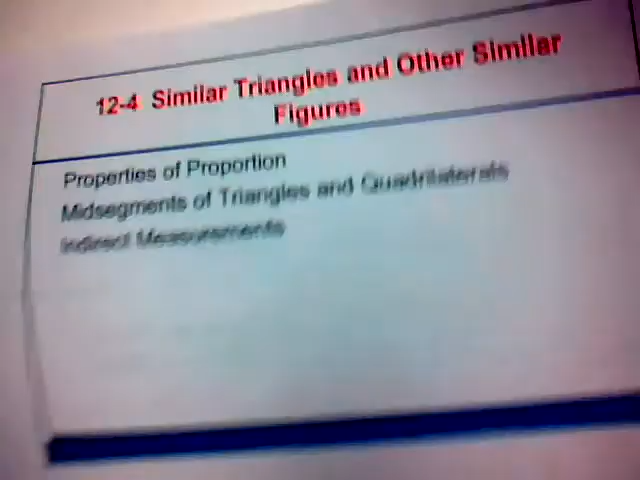 12-4 Similar Triangles and Other Similar
Figures
Properties of Proportion
Midsegments of Triangles and Quadrilaterals
Indirect Measurements